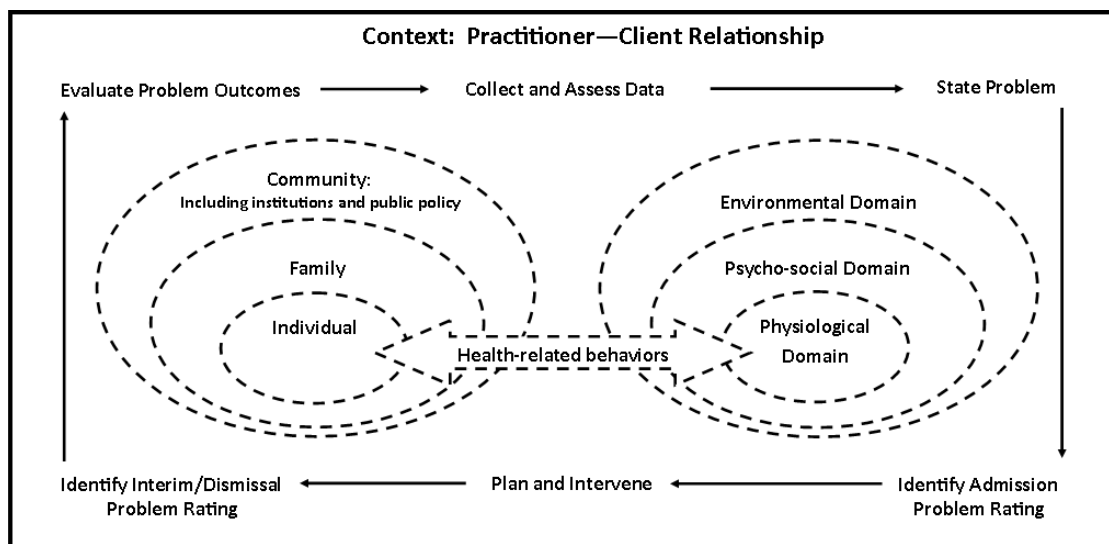 Context: Practitioner—Client Relationship
Evaluate Problem Outcomes
Collect and Assess Data
State Problem
Community:
Including institutions and public policy
Family
Individual
Environmental Domain
Psycho-social Domain
Physiological
Domain
Health-related behaviors
Identify Interim/Dismissal
Problem Rating
Plan and Intervene
Identify Admission
Problem Rating